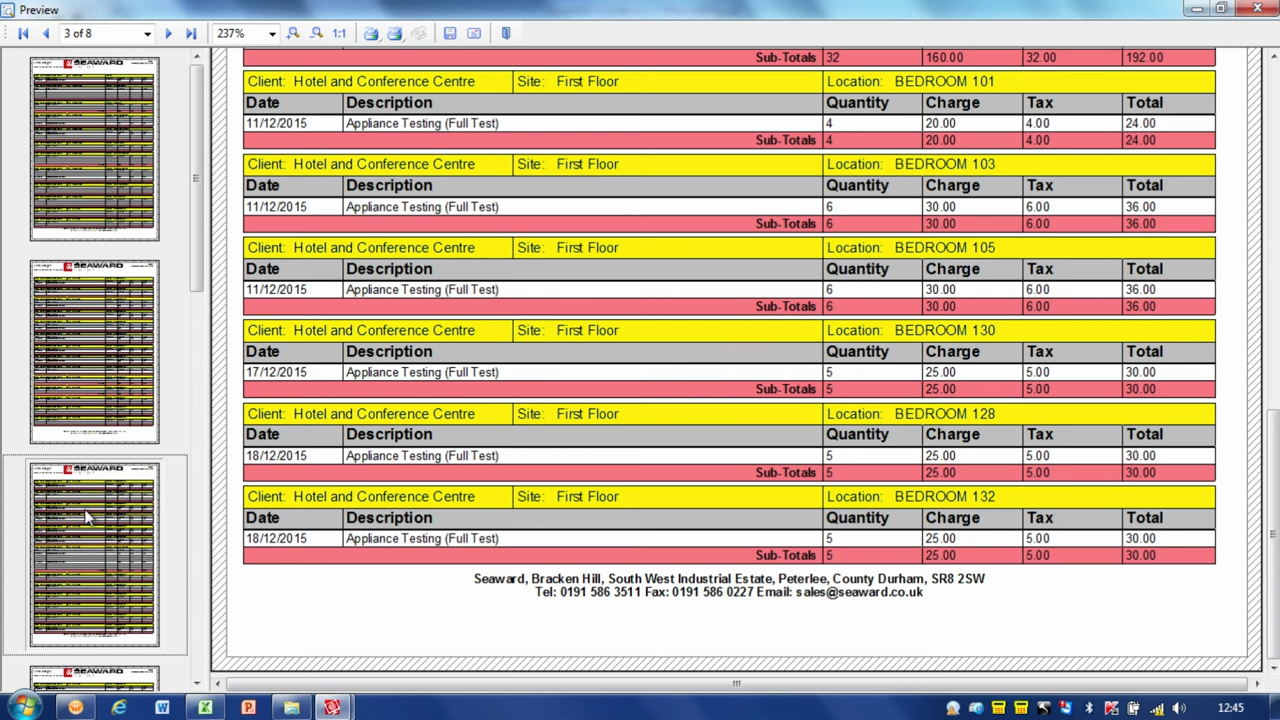 Preview
3 of 8
237%
1:1
Sub-Totals 32 160.00 32.00 192.00
Client: Hotel and Conference Centre Site: First Floor Location: BEDROOM 101
Date Description Quantity Charge Tax Total
11/12/2015 Appliance Testing (Full Test) 4 20.00 4.00 24.00
Sub-Totals 4 20.00 4.00 24.00
Client: Hotel and Conference Centre Site: First Floor Location: BEDROOM 103
Date Description Quantity Charge Tax Total
11/12/2015 Appliance Testing (Full Test) 6 30.00 6.00 36.00
Sub-Totals 6 30.00 6.00 36.00
Client: Hotel and Conference Centre Site: First Floor Location: BEDROOM 105
Date Description Quantity Charge Tax Total
11/12/2015 Appliance Testing (Full Test) 6 30.00 6.00 36.00
Sub-Totals 6 30.00 6.00 36.00
Client: Hotel and Conference Centre Site: First Floor Location: BEDROOM 130
Date Description Quantity Charge Tax Total
17/12/2015 Appliance Testing (Full Test) 5 25.00 5.00 30.00
Sub-Totals 5 25.00 5.00 30.00
Client: Hotel and Conference Centre Site: First Floor Location: BEDROOM 128
Date Description Quantity Charge Tax Total
18/12/2015 Appliance Testing (Full Test) 5 25.00 5.00 30.00
Sub-Totals 5 25.00 5.00 30.00
Client: Hotel and Conference Centre Site: First Floor Location: BEDROOM 132
Date Description Quantity Charge Tax Total
18/12/2015 Appliance Testing (Full Test) 5 25.00 5.00 30.00
Sub-Totals 5 25.00 5.00 30.00
Seaward, Bracken Hill, South West Industrial Estate, Peterlee, County Durham, SR8 2SW
Tel: 0191 586 3511 Fax: 0191 586 0227 Email: sales@seaward.co.uk
SEAWARD
SEAWARD
SEAWARD
SEAWARD
12:45